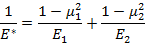 1/E* = (1 − μ₁²)/E₁ + (1 − μ₂²)/E₂